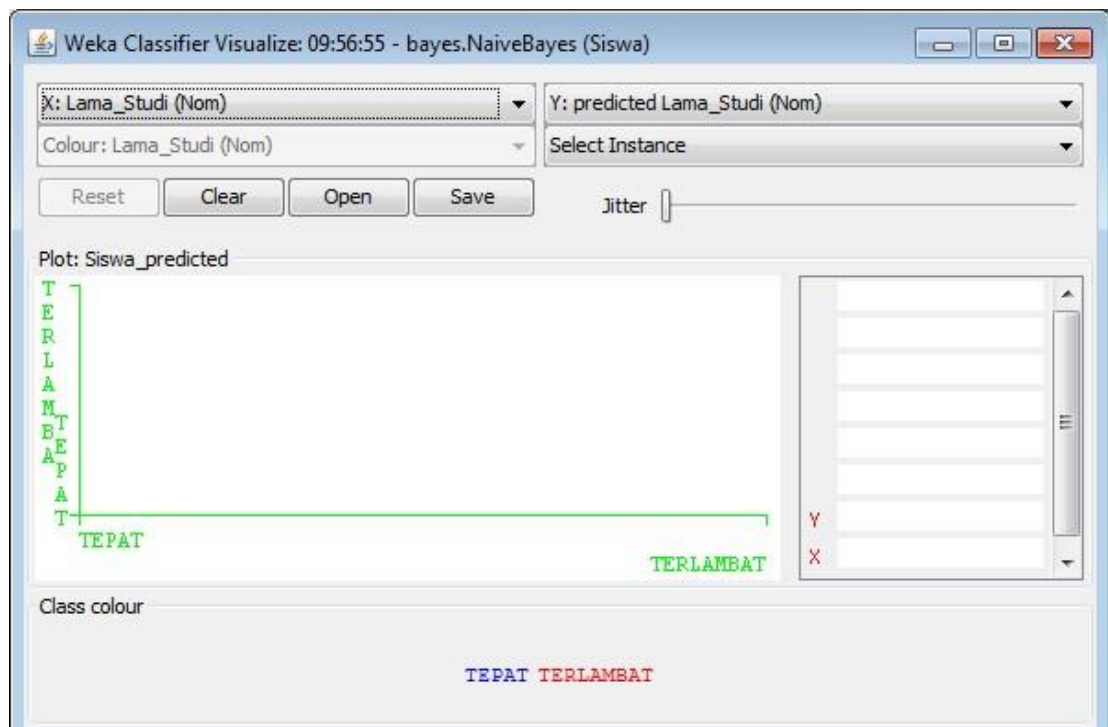 Weka Classifier Visualize: 09:56:55 - bayes.NaiveBayes (Siswa)
X: Lama_Studi (Nom)
Y: predicted Lama_Studi (Nom)
Colour: Lama_Studi (Nom)
Select Instance
Reset Clear Open Save Jitter
Plot: Siswa_predicted
TERLAMBA
TEPAT
TEPAT
TERLAMBAT
Y
X
Class colour
TEPAT TERLAMBAT